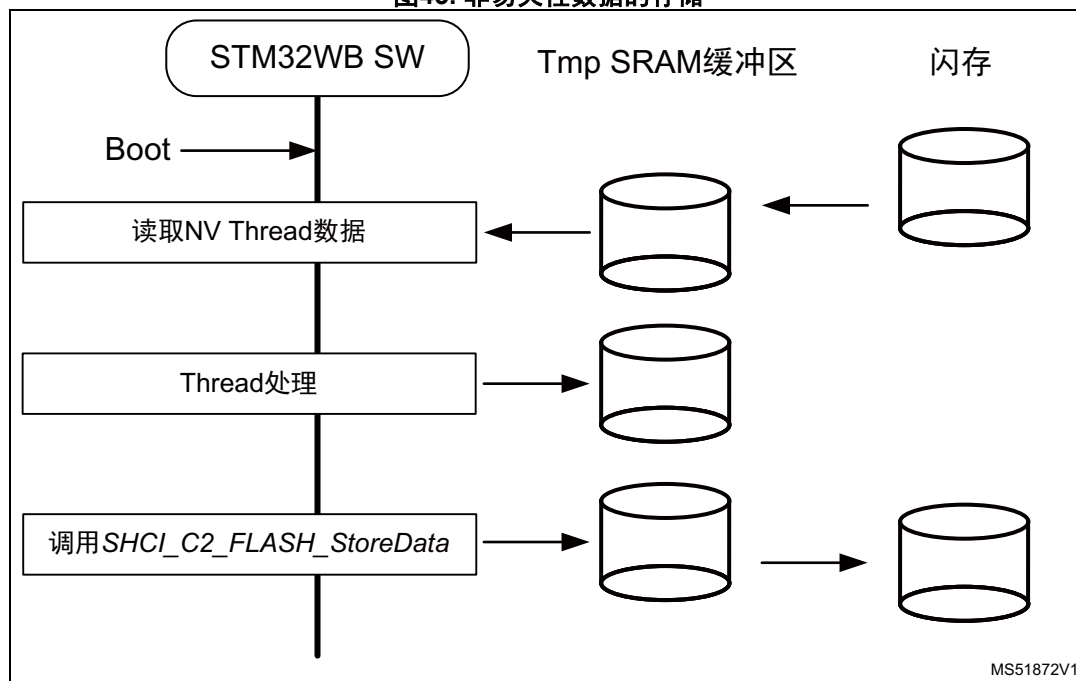 STM32WB SW
Tmp SRAM缓冲区
闪存
Boot
读取NV Thread数据
Thread处理
调用SHCI_C2_FLASH_StoreData
MS51872V1